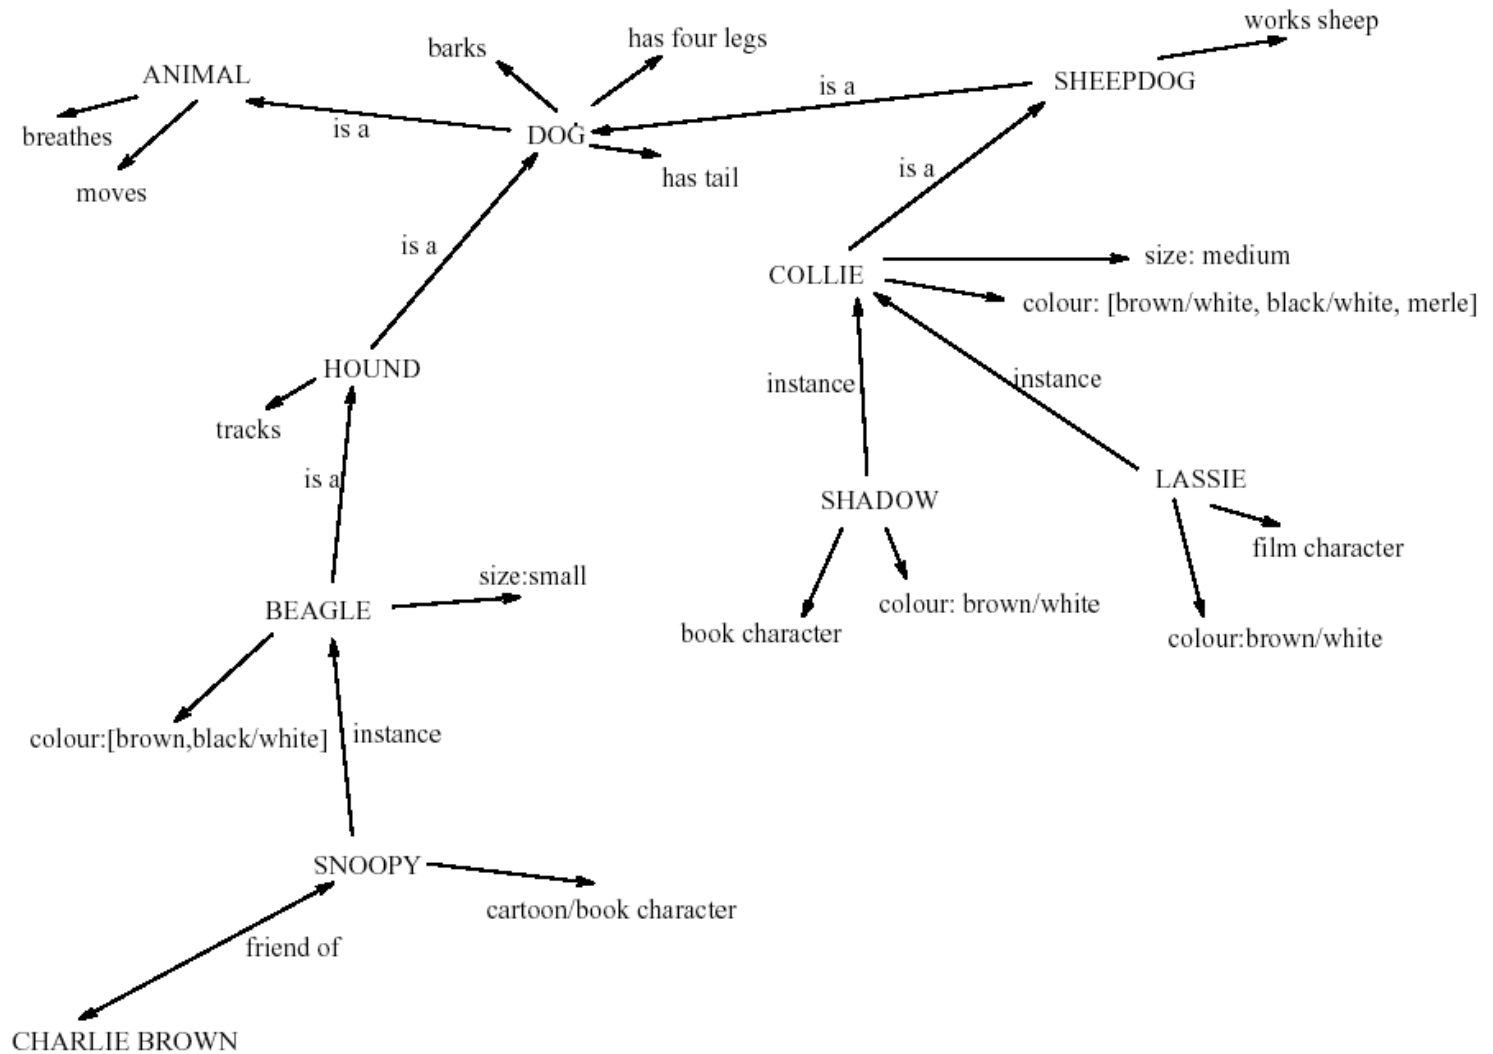 works sheep
barks
has four legs
ANIMAL
SHEEPDOG
is a
breathes
is a
DOG
is a
has tail
moves
is a
COLLIE
size: medium
colour: [brown/white, black/white, merle]
HOUND
instance
instance
tracks
is a
LASSIE
SHADOW
film character
size:small
BEAGLE
colour: brown/white
book character
colour:brown/white
colour:[brown,black/white]
instance
SNOOPY
cartoon/book character
friend of
CHARLIE BROWN